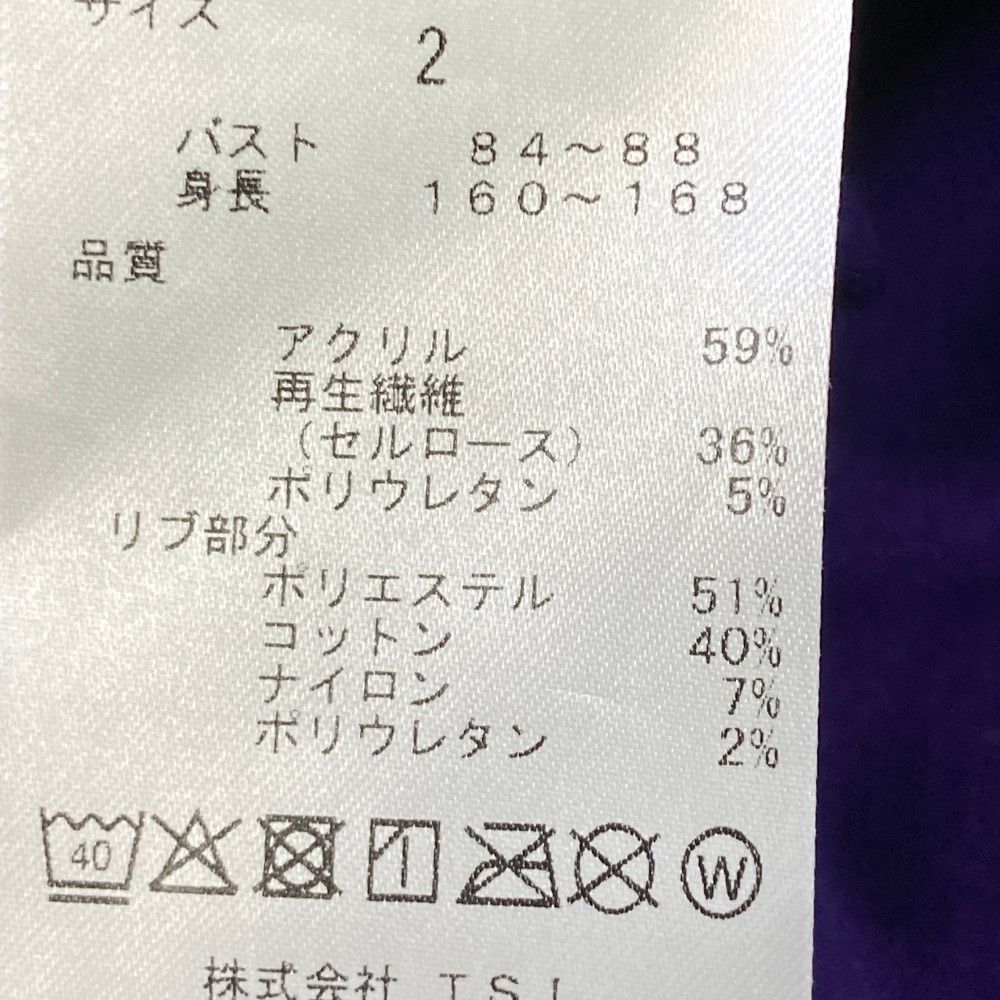 サイズ
2
バスト 84~88
身長 160~168
品質
アクリル 59%
再生繊維
(セルロース) 36%
ポリウレタン 5%
リブ部分
ポリエステル 51%
コットン 40%
ナイロン 7%
ポリウレタン 2%
40
W
株式会社 TSI